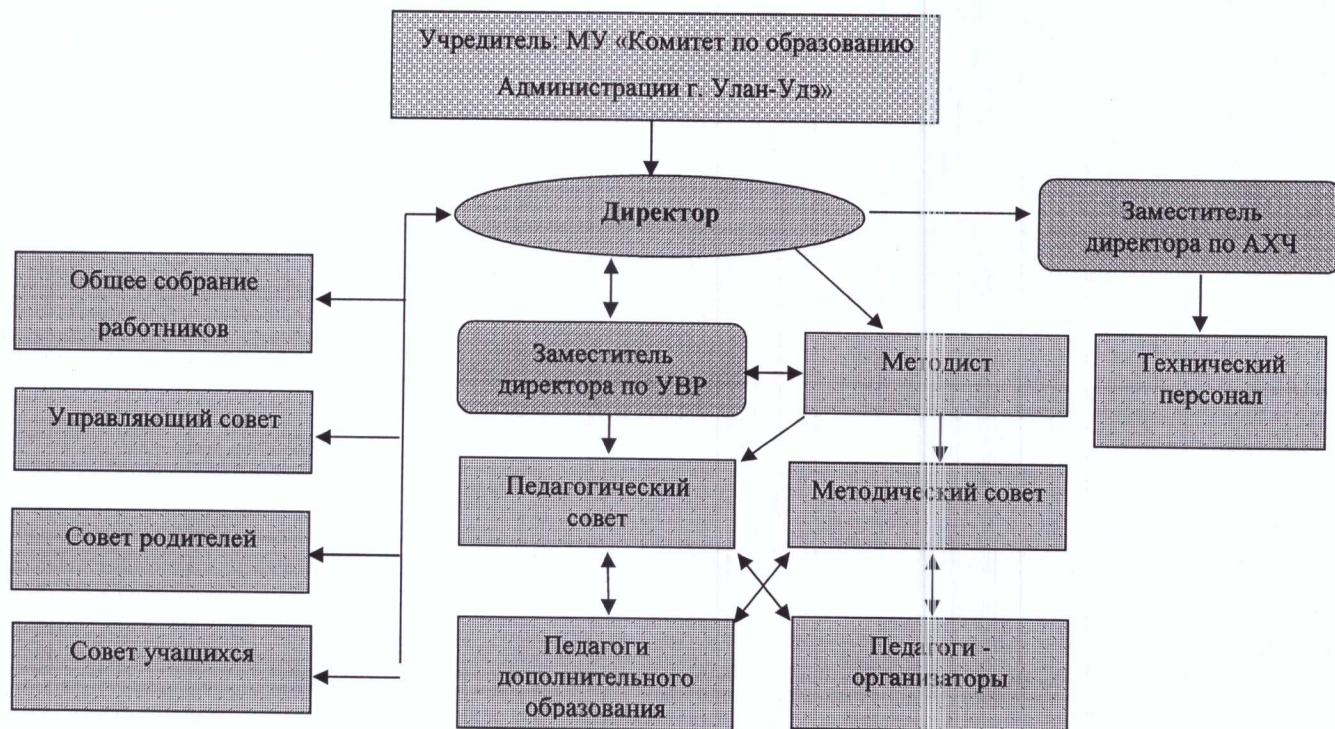 Учредитель: МУ «Комитет по образованию
Администрации г. Улан-Удэ»
Директор
Заместитель
директора по АХЧ
Общее собрание
работников
Заместитель
директора по УВР
Методист
Технический
персонал
Управляющий совет
Педагогический
совет
Методический совет
Совет родителей
Совет учащихся
Педагоги
дополнительного
образования
Педагоги -
организаторы